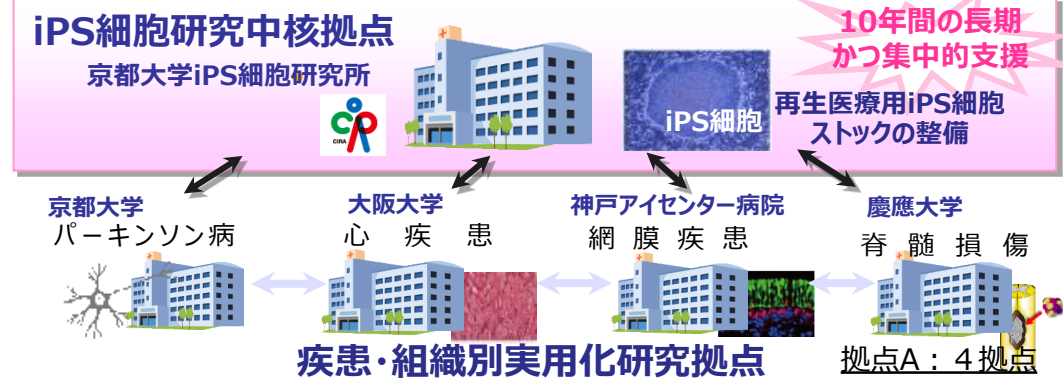 iPS細胞研究中核拠点
京都大学iPS細胞研究所
10年間の長期
かつ集中的支援
CiRA
iPS細胞
再生医療用iPS細胞
ストックの整備
京都大学
パーキンソン病
大阪大学
心疾患
神戸アイセンター病院
網膜疾患
慶應大学
脊髄損傷
疾患・組織別実用化研究拠点
拠点A：４拠点